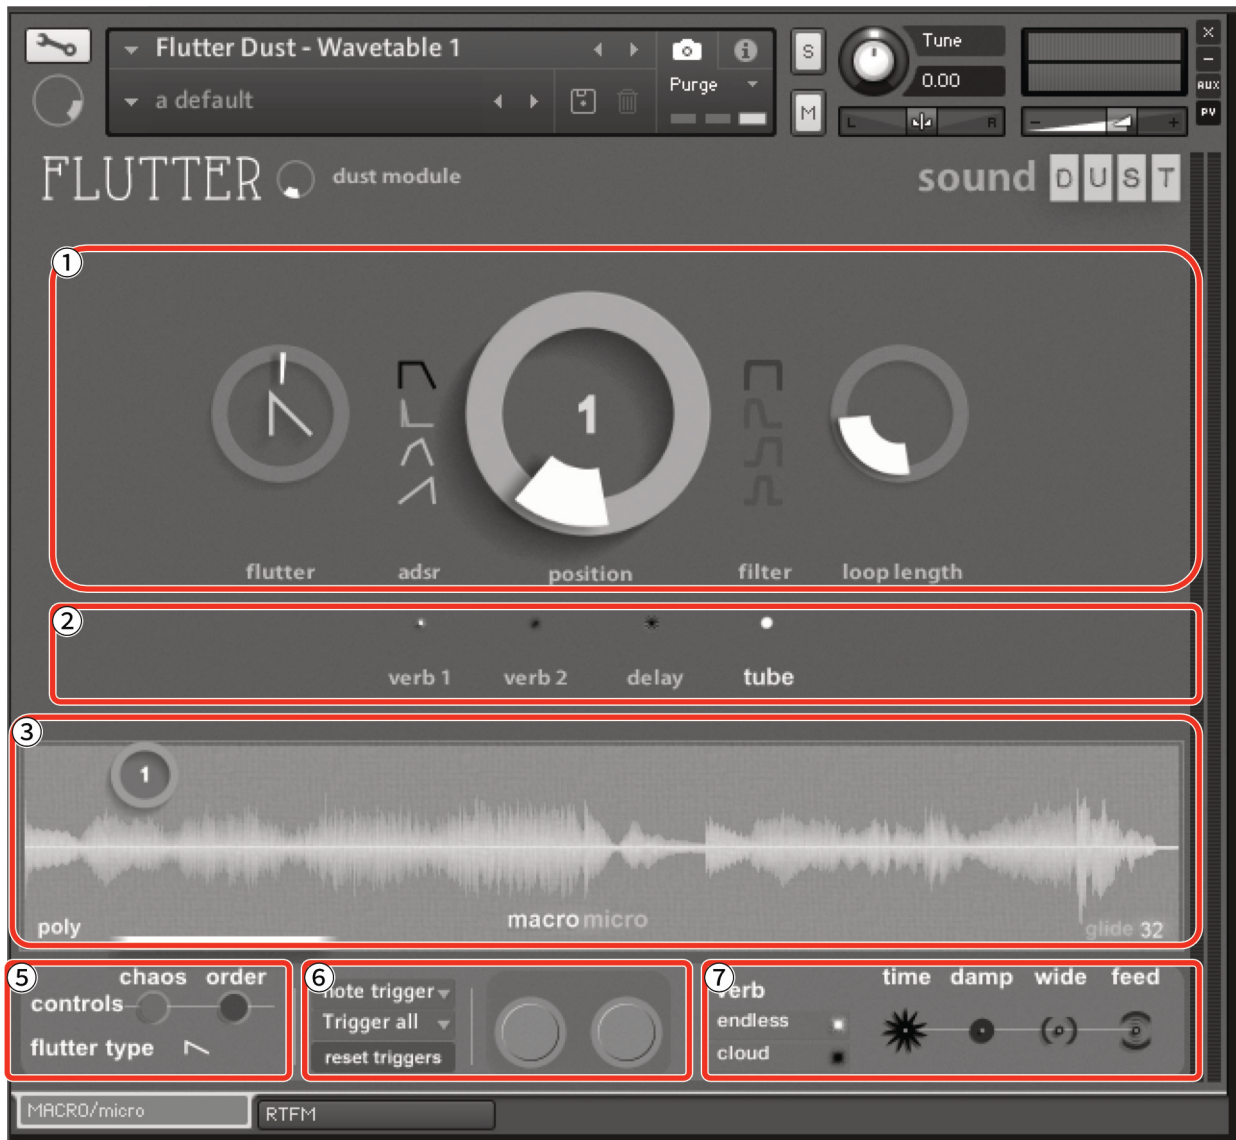 Flutter Dust - Wavetable 1
a default
Purge
S
M
Tune
0.00
L R
- +
×
-
AUX
PV
FLUTTER dust module
sound DUST
1
1
flutter adsr position filter loop length
2
verb 1 verb 2 delay tube
3
1
poly macro micro glide 32
5
chaos order
controls
flutter type
6
note trigger
Trigger all
reset triggers
7
verb time damp wide feed
endless
cloud
MACRO/micro RTFM